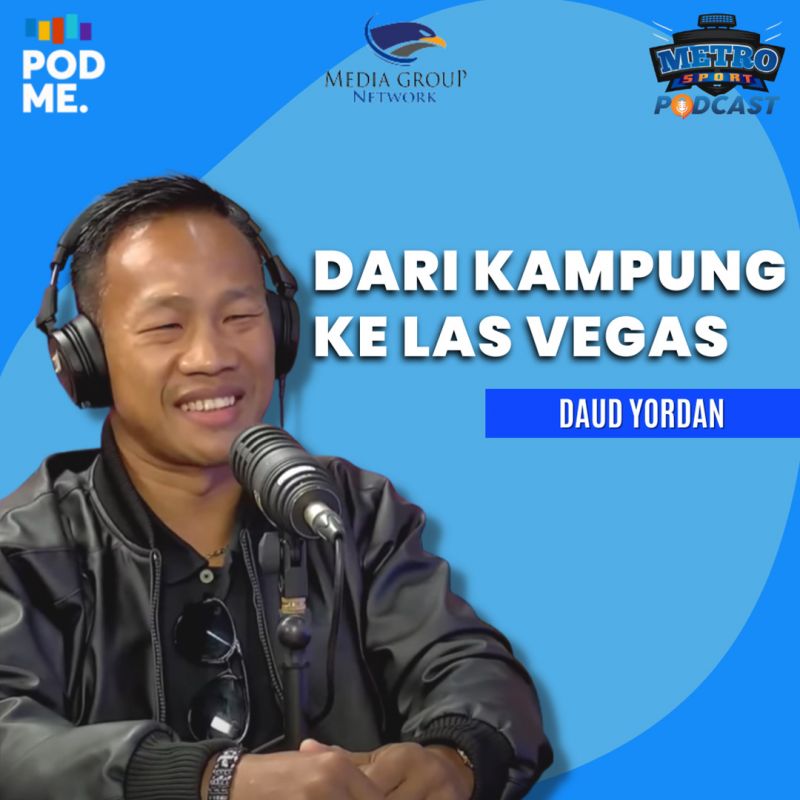 POD
ME.
MEDIA GROUP
NETWORK
METRO
SPORT
PODCAST
DARI KAMPUNG
KE LAS VEGAS
DAUD YORDAN